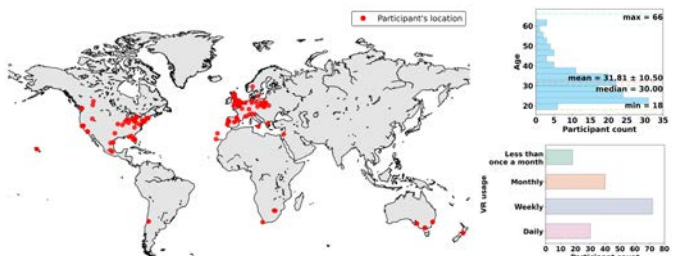 Participant's location
max = 66
mean = 31.81 ± 10.50
median = 30.00
min = 18
Age
60
50
40
30
20
0 5 10 15 20 25 30 35
Participant count
VR usage
Less than
once a month
Monthly
Weekly
Daily
0 10 20 30 40 50 60 70 80
Participant count